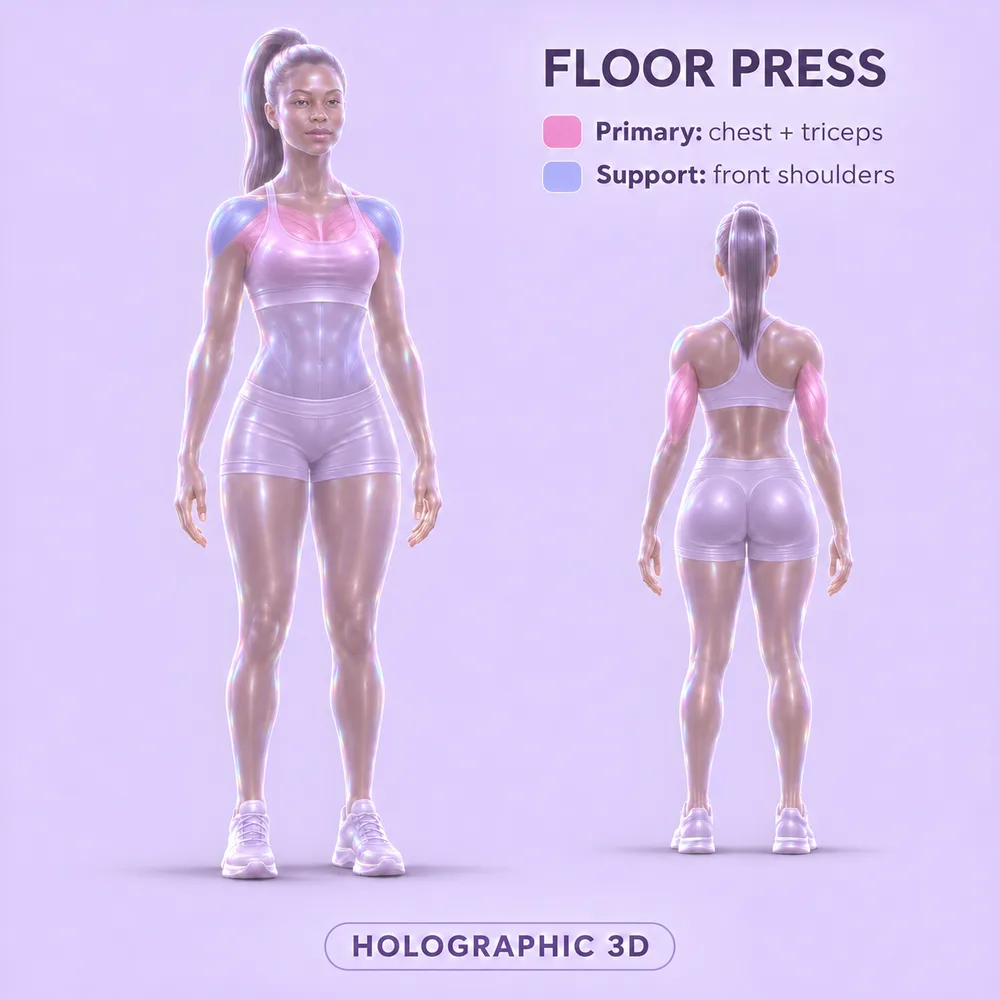 FLOOR PRESS
Primary: chest + triceps
Support: front shoulders
HOLOGRAPHIC 3D